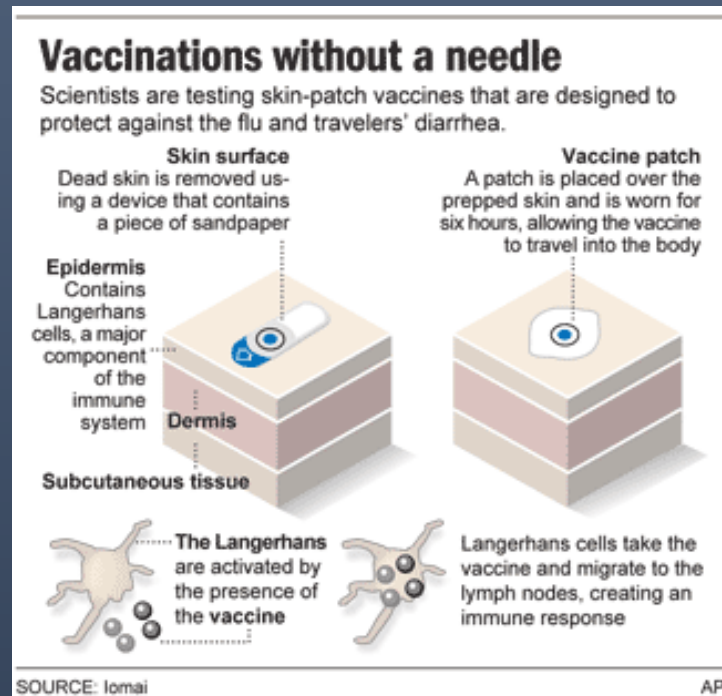 Vaccinations without a needle
Scientists are testing skin-patch vaccines that are designed to
protect against the flu and travelers' diarrhea.
Skin surface
Dead skin is removed us-
ing a device that contains
a piece of sandpaper
Vaccine patch
A patch is placed over the
prepped skin and is worn for
six hours, allowing the vaccine
to travel into the body
Epidermis
Contains
Langerhans
cells, a major
component
of the
immune
system
Dermis
Subcutaneous tissue
The Langerhans
are activated by
the presence of
the vaccine
Langerhans cells take the
vaccine and migrate to the
lymph nodes, creating an
immune response
SOURCE: Iomai
AP